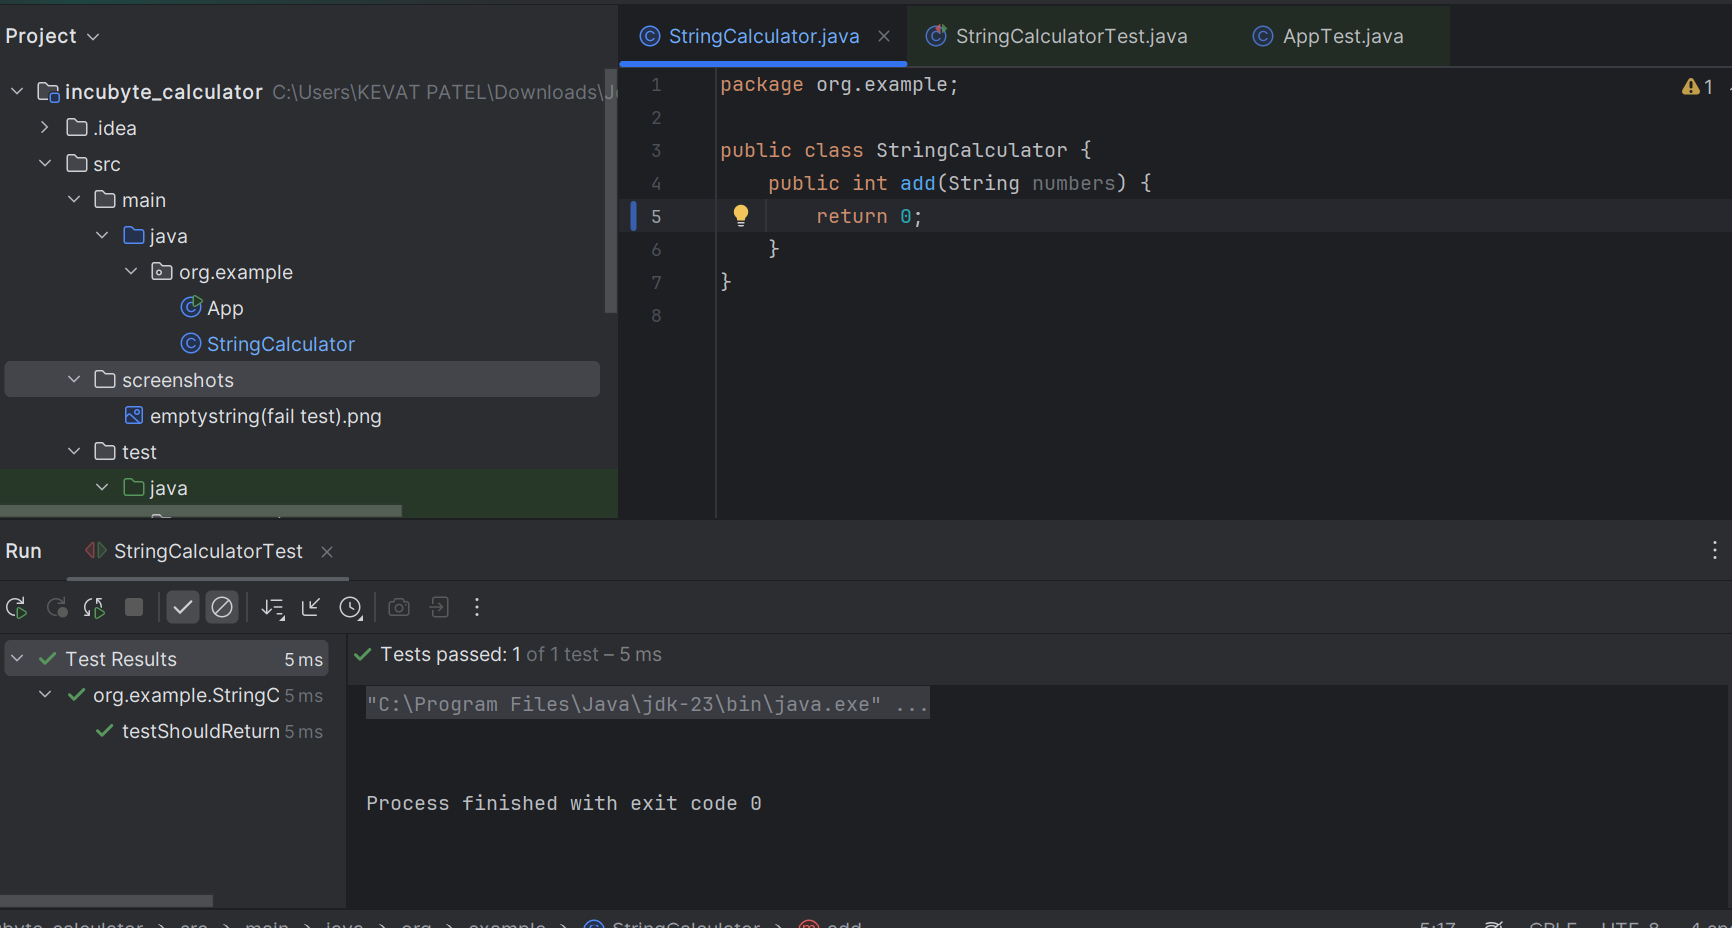 Project
incubyte_calculator C:\Users\KEVAT PATEL\Downloads\J
.idea
src
main
java
org.example
App
StringCalculator
screenshots
emptystring(fail test).png
test
java
StringCalculator.java
StringCalculatorTest.java
AppTest.java
1 package org.example;
1
2
3 public class StringCalculator {
4 public int add(String numbers) {
5 return 0;
6 }
7 }
8
Run StringCalculatorTest
Test Results 5 ms
org.example.StringC 5 ms
testShouldReturn 5 ms
Tests passed: 1 of 1 test – 5 ms
"C:\Program Files\Java\jdk-23\bin\java.exe" ...
Process finished with exit code 0
byte_calculator > src > main > java > org > example > StringCalculator > add
5:17 CRLF UTF-8 4 sp